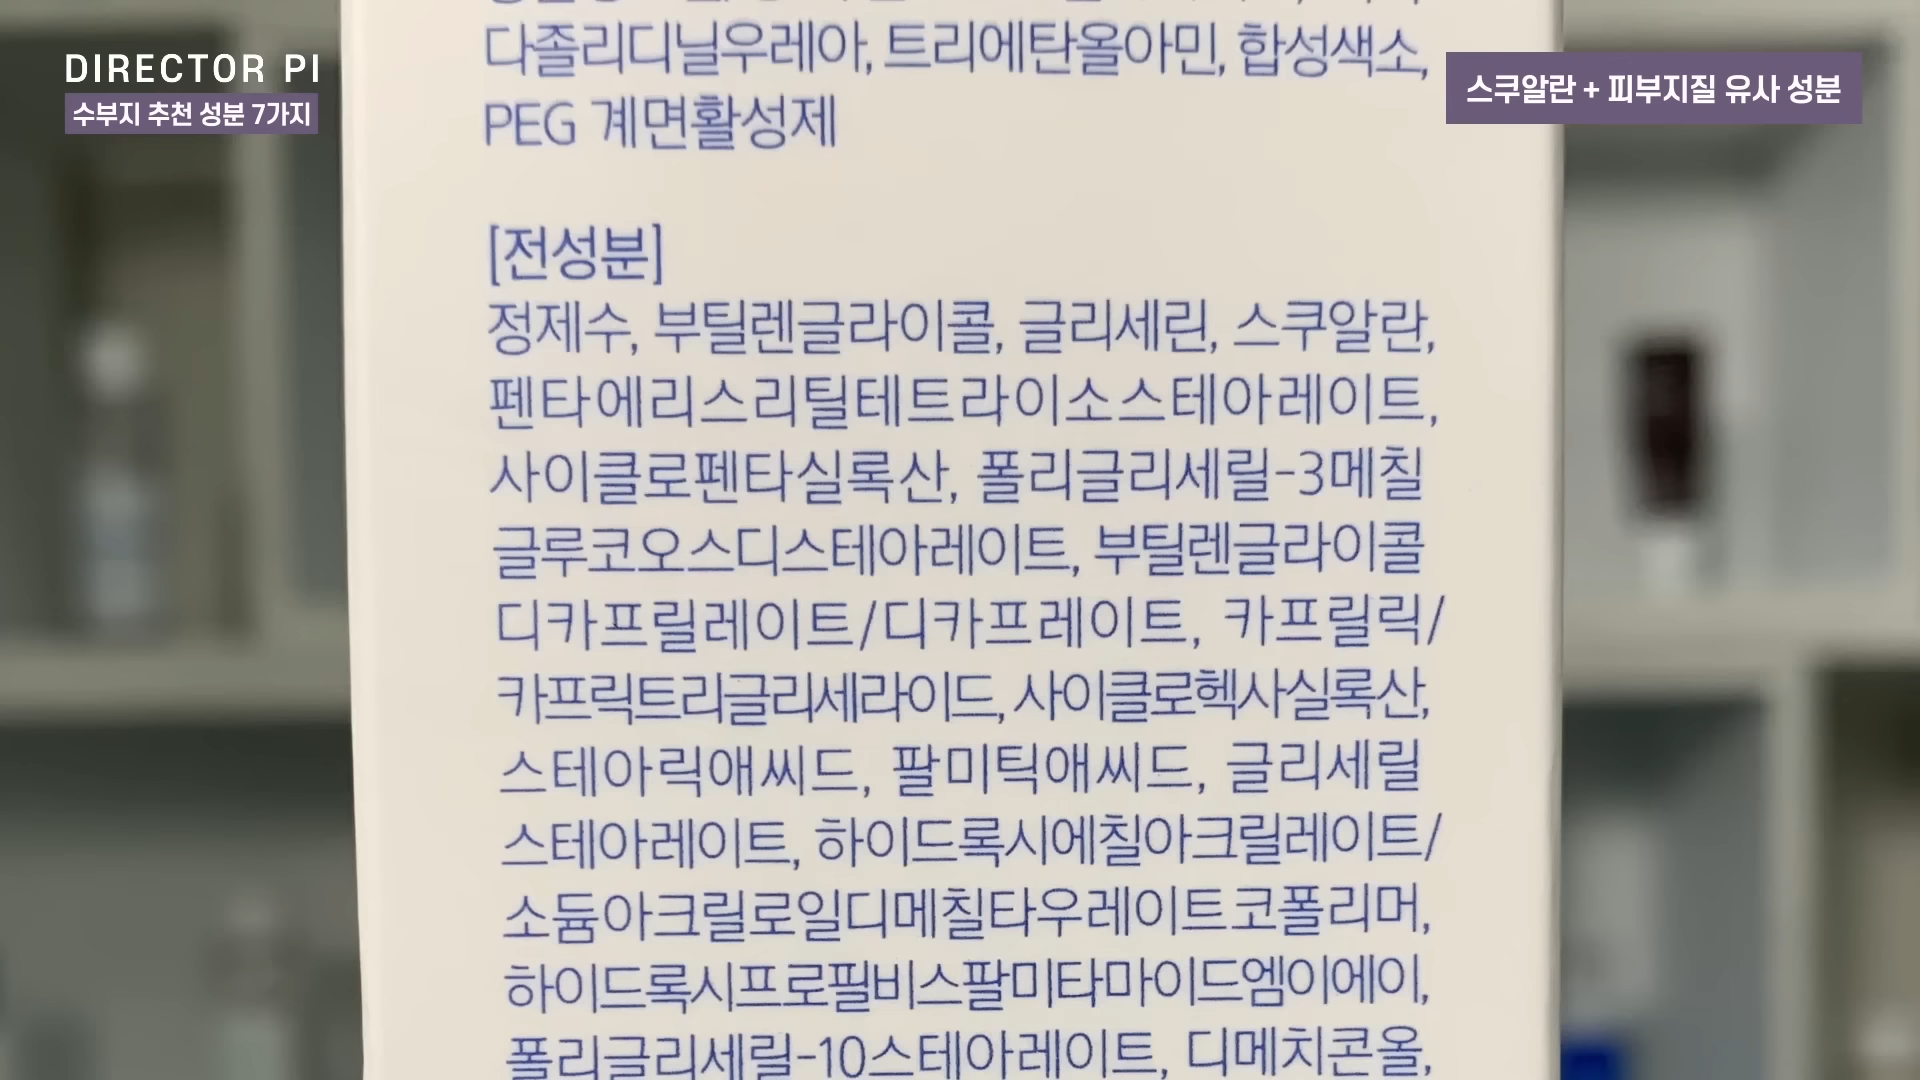 DIRECTOR PI
수부지 추천 성분 7가지
스쿠알란 + 피부지질 유사 성분
다졸리디닐우레아, 트리에탄올아민, 합성색소,
PEG 계면활성제
[전성분]
정제수, 부틸렌글라이콜, 글리세린, 스쿠알란,
펜타에리스리틸테트라이소스테아레이트,
사이클로펜타실록산, 폴리글리세릴-3메칠
글루코오스디스테아레이트, 부틸렌글라이콜
디카프릴레이트/디카프레이트, 카프릴릭/
카프릭트리글리세라이드, 사이클로헥사실록산,
스테아릭애씨드, 팔미틱애씨드, 글리세릴
스테아레이트, 하이드록시에칠아크릴레이트/
소듐아크릴로일디메칠타우레이트코폴리머,
하이드록시프로필비스팔미타마이드엠이에이,
폴리글리세릴-10스테아레이트, 디메치콘올,